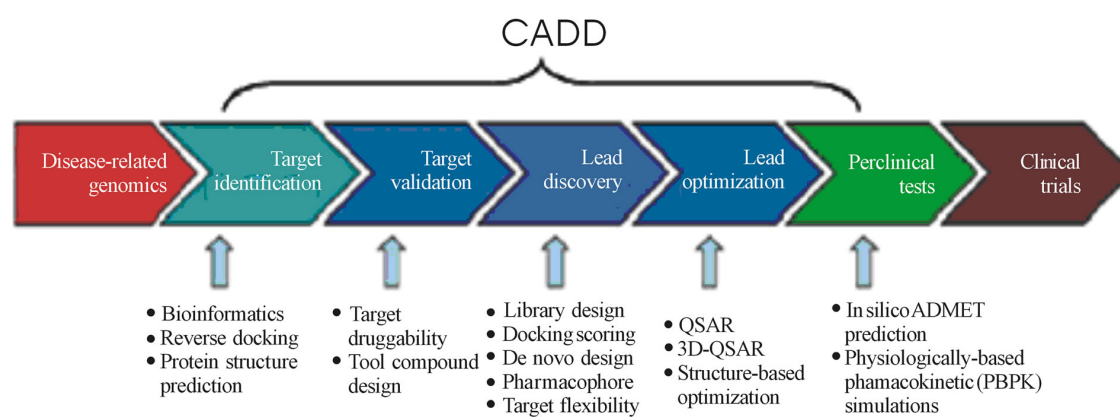 CADD
Disease-related
genomics
Target
identification
Target
validation
Lead
discovery
Lead
optimization
Perclinical
tests
Clinical
trials
• Bioinformatics
• Reverse docking
• Protein structure
prediction
• Target
druggability
• Tool compound
design
• Library design
• Docking scoring
• De novo design
• Pharmacophore
• Target flexibility
• QSAR
• 3D-QSAR
• Structure-based
optimization
• In silico ADMET
prediction
• Physiologically-based
phamacokinetic (PBPK)
simulations